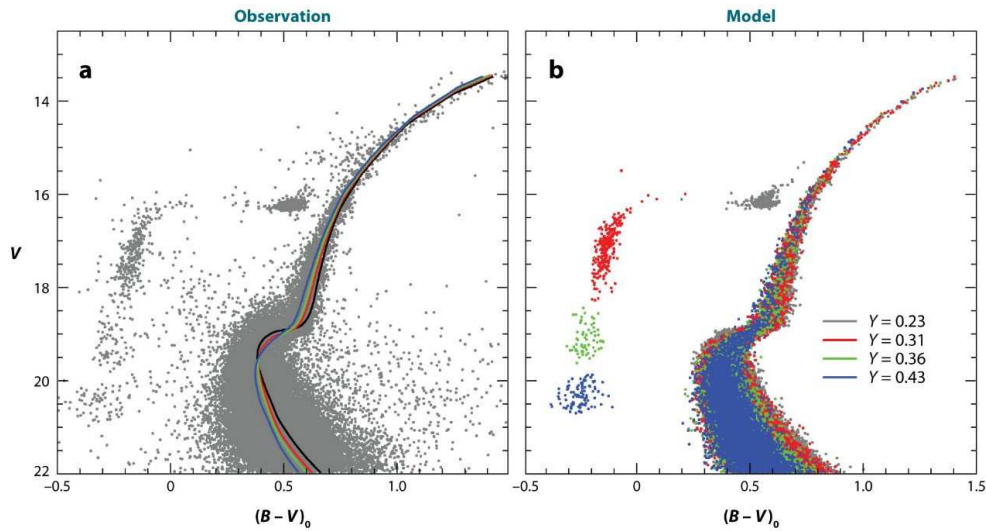 Observation
Model
a
b
14
16
V
18
20
22
−0.5
0
0.5
1.0
(B – V)₀
Y = 0.23
Y = 0.31
Y = 0.36
Y = 0.43
−0.5
0
0.5
1.0
1.5
(B – V)₀